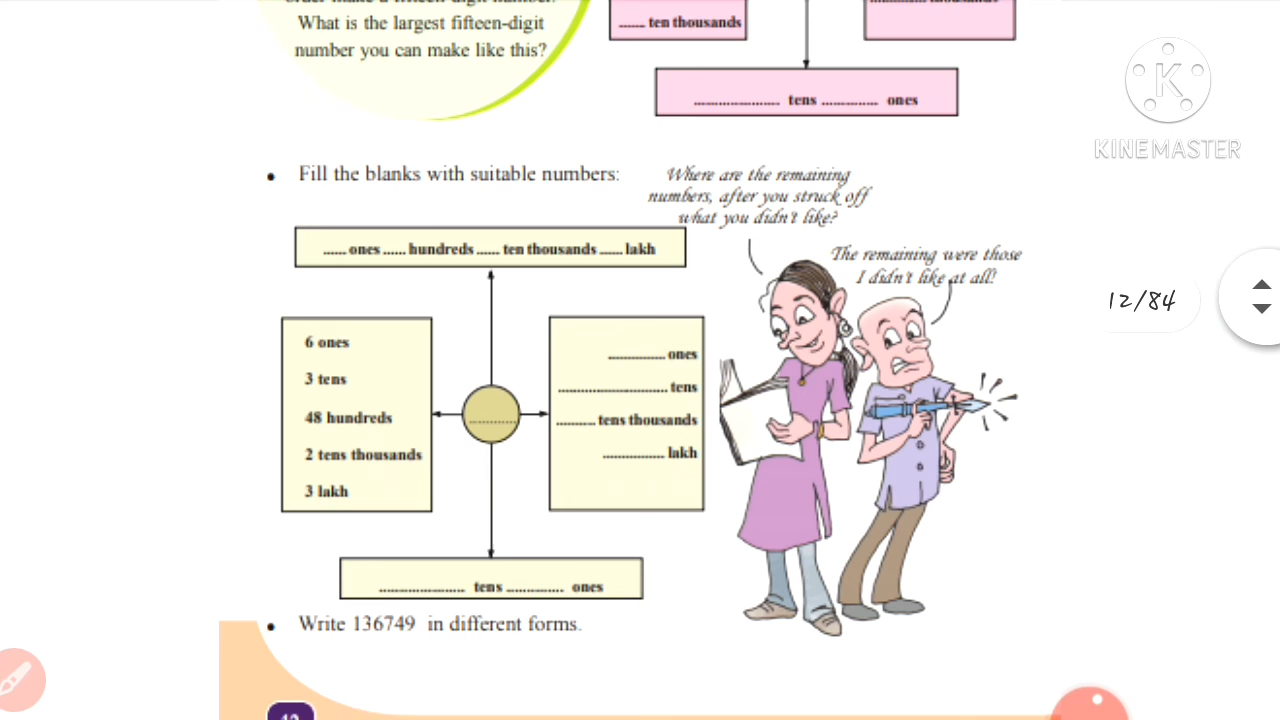 What is the largest fifteen-digit
number you can make like this?
...... ten thousands
.................... tens .............. ones
KINEMASTER
• Fill the blanks with suitable numbers:
Where are the remaining
numbers, after you struck off
what you didn't like?
...... ones ...... hundreds ...... ten thousands ...... lakh
The remaining were those
I didn't like at all!
12/84
6 ones
3 tens
48 hundreds
2 tens thousands
3 lakh
............
.............. ones
.......................... tens
.......... tens thousands
............... lakh
..................... tens .............. ones
• Write 136749 in different forms.